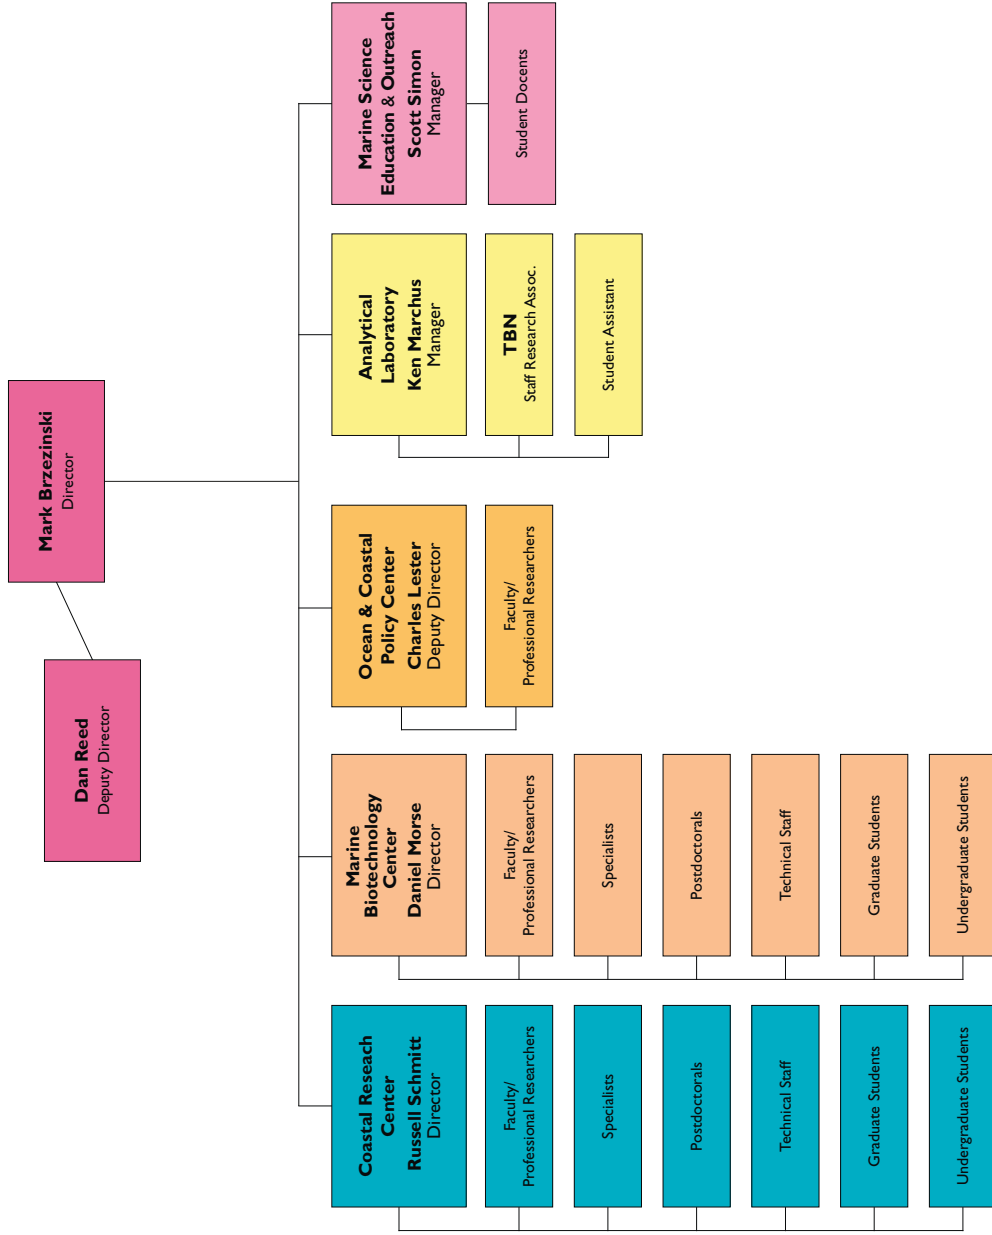 Mark Brzezinski
Director
Dan Reed
Deputy Director
Coastal Reseach
Center
Russell Schmitt
Director
Faculty/
Professional Researchers
Specialists
Postdoctorals
Technical Staff
Graduate Students
Undergraduate Students
Marine
Biotechnology
Center
Daniel Morse
Director
Faculty/
Professional Researchers
Specialists
Postdoctorals
Technical Staff
Graduate Students
Undergraduate Students
Ocean & Coastal
Policy Center
Charles Lester
Deputy Director
Faculty/
Professional Researchers
Analytical
Laboratory
Ken Marchus
Manager
TBN
Staff Research Assoc.
Student Assistant
Marine Science
Education & Outreach
Scott Simon
Manager
Student Docents